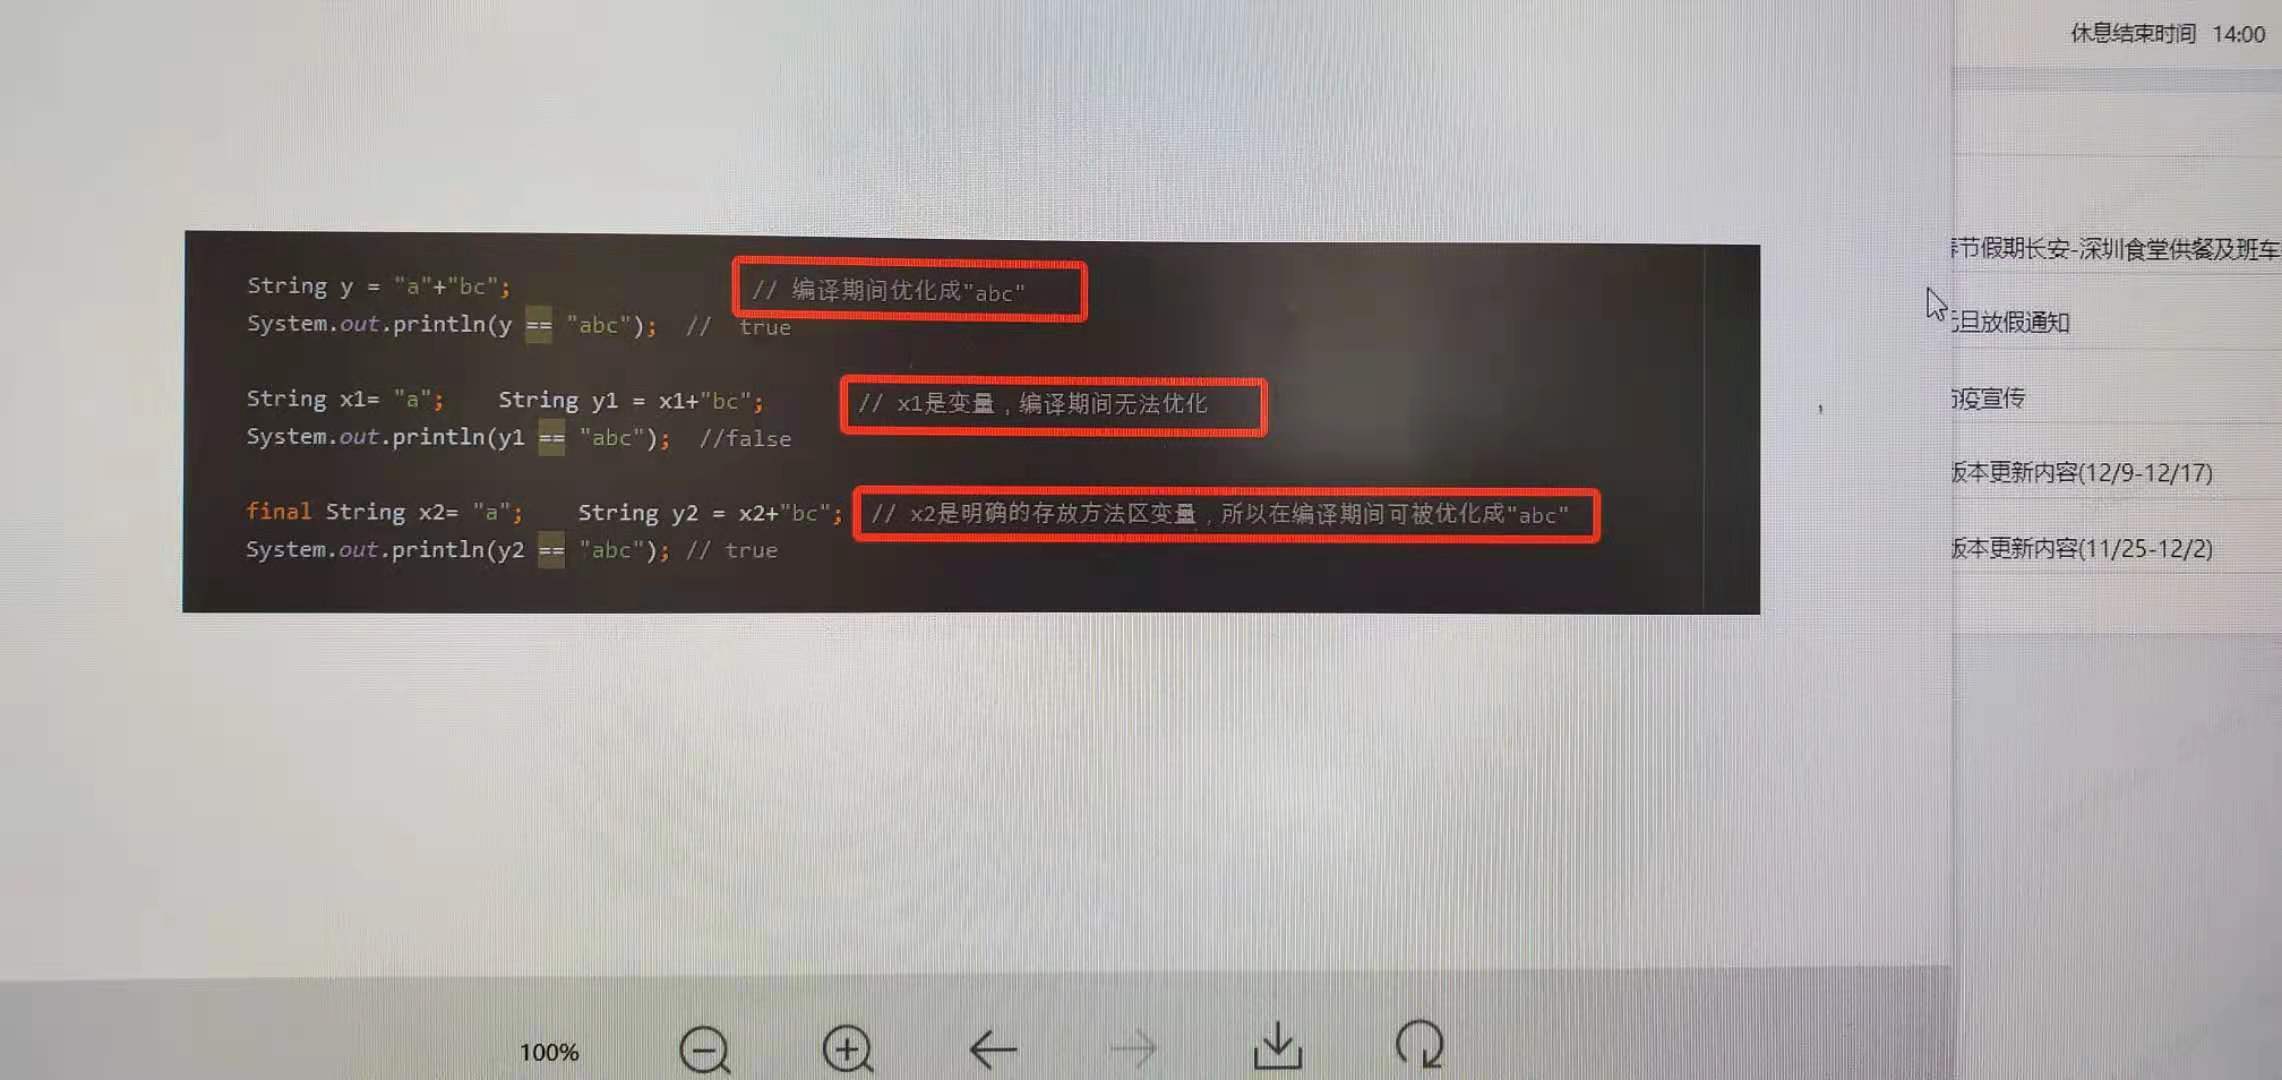 休息结束时间 14:00
String y = "a"+"bc"; // 编译期间优化成"abc"
System.out.println(y == "abc"); // true
String x1= "a"; String y1 = x1+"bc"; // x1是变量，编译期间无法优化
System.out.println(y1 == "abc"); //false
final String x2= "a"; String y2 = x2+"bc"; // x2是明确的存放方法区变量，所以在编译期间可被优化成"abc"
System.out.println(y2 == "abc"); // true
节假期长安-深圳食堂供餐及班车
旦放假通知
疫宣传
版本更新内容(12/9-12/17)
版本更新内容(11/25-12/2)
100%